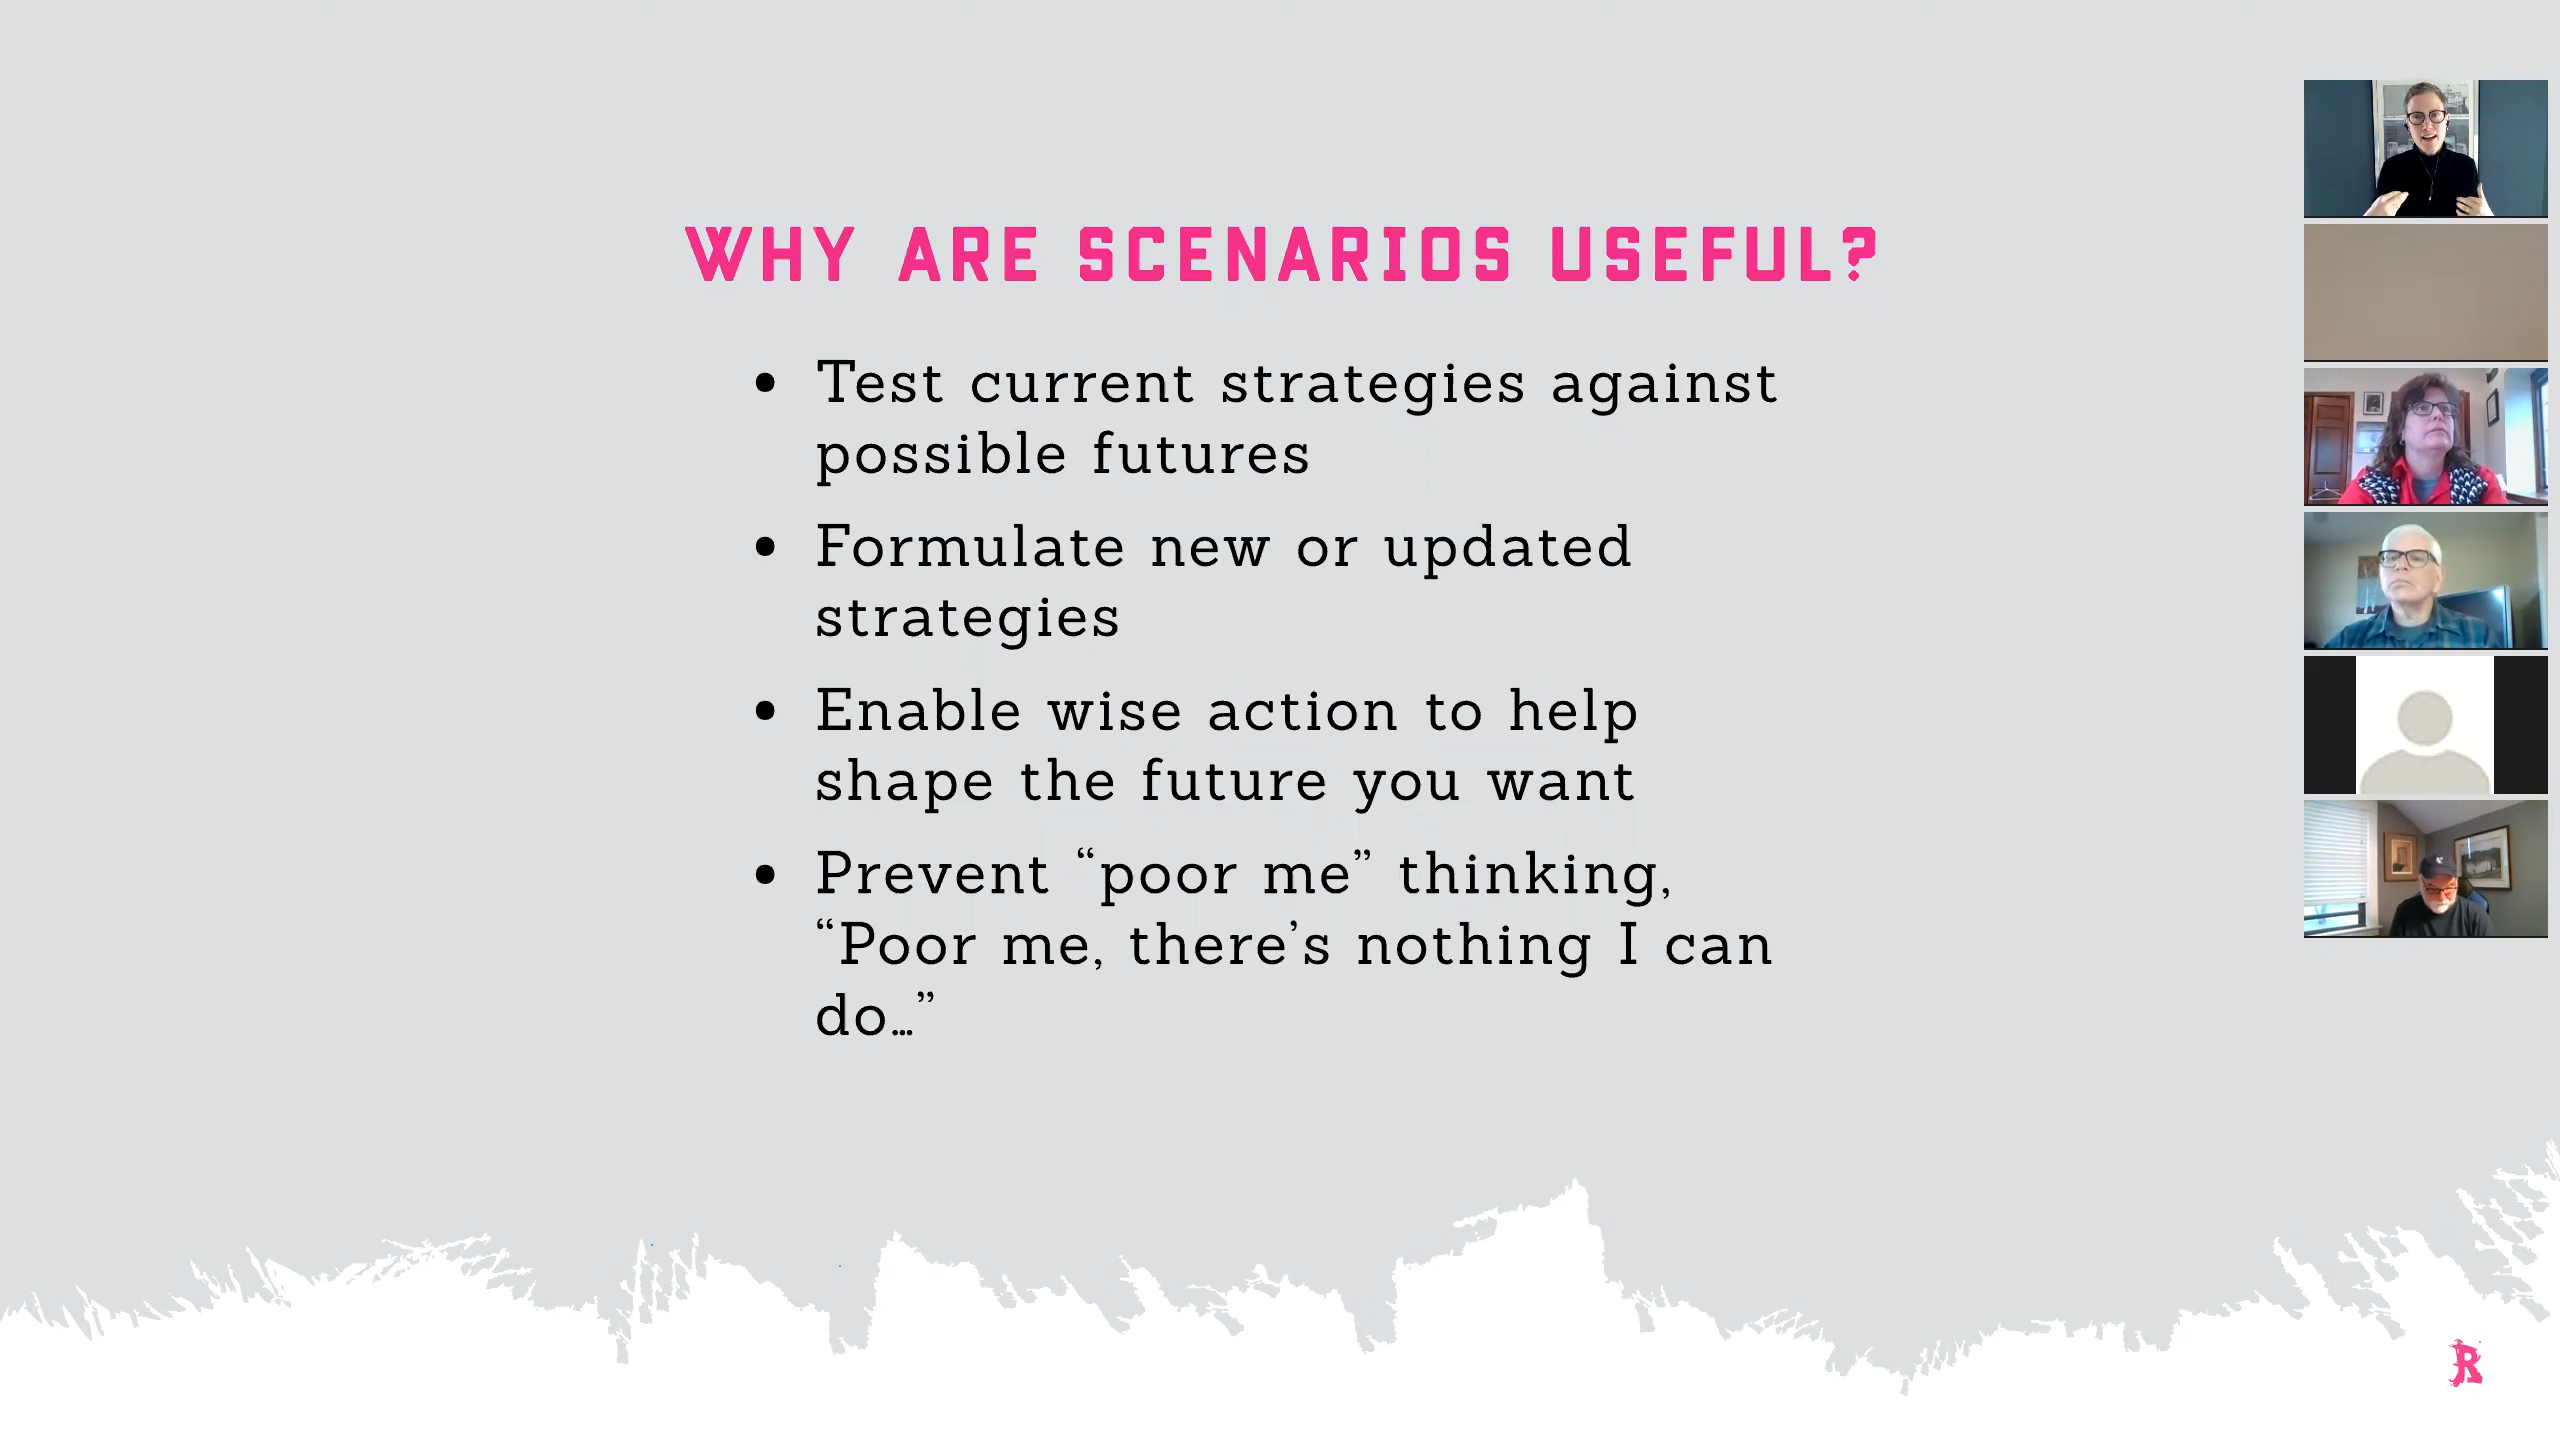 WHY ARE SCENARIOS USEFUL?
• Test current strategies against
possible futures
• Formulate new or updated
strategies
• Enable wise action to help
shape the future you want
• Prevent “poor me” thinking,
“Poor me, there’s nothing I can
do…”
R